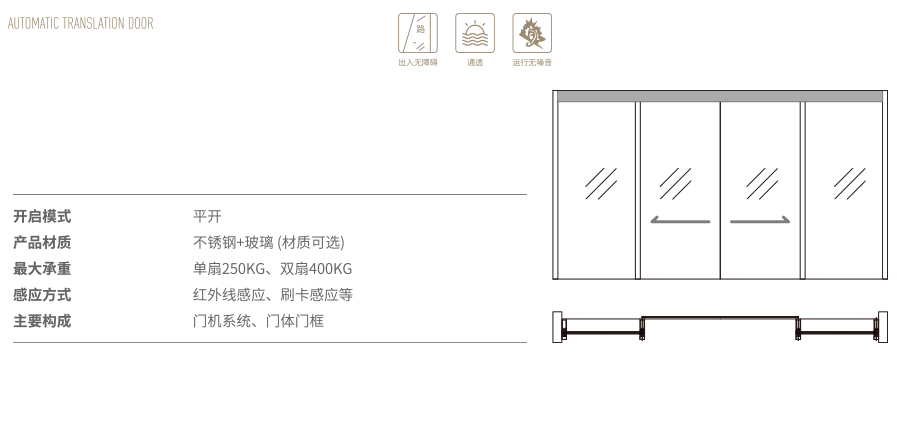 AUTOMATIC TRANSLATION DOOR
路
出入无障碍 通透 运行无噪音
开启模式 平开
产品材质 不锈钢+玻璃 (材质可选)
最大承重 单扇250KG、双扇400KG
感应方式 红外线感应、刷卡感应等
主要构成 门机系统、门体门框